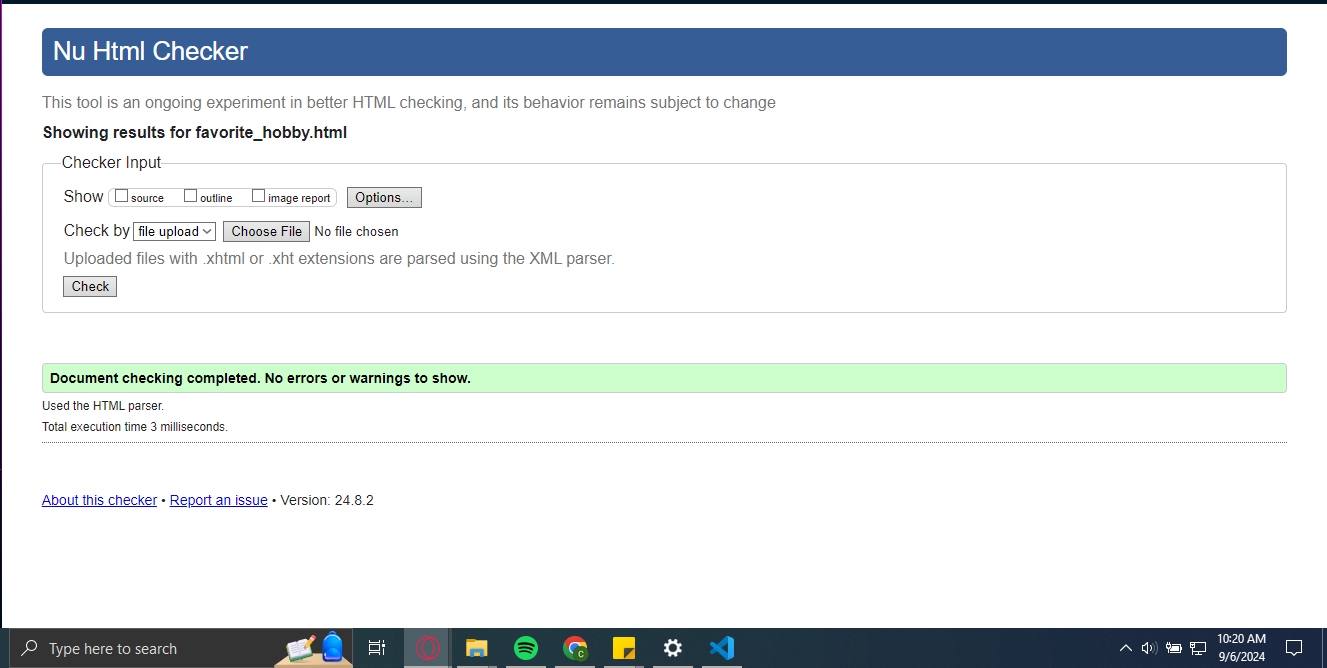 Nu Html Checker
This tool is an ongoing experiment in better HTML checking, and its behavior remains subject to change
Showing results for favorite_hobby.html
Checker Input
Show source outline image report Options...
Check by file upload Choose File No file chosen
Uploaded files with .xhtml or .xht extensions are parsed using the XML parser.
Check
Document checking completed. No errors or warnings to show.
Used the HTML parser.
Total execution time 3 milliseconds.
About this checker • Report an issue • Version: 24.8.2
Type here to search
C
10:20 AM
9/6/2024